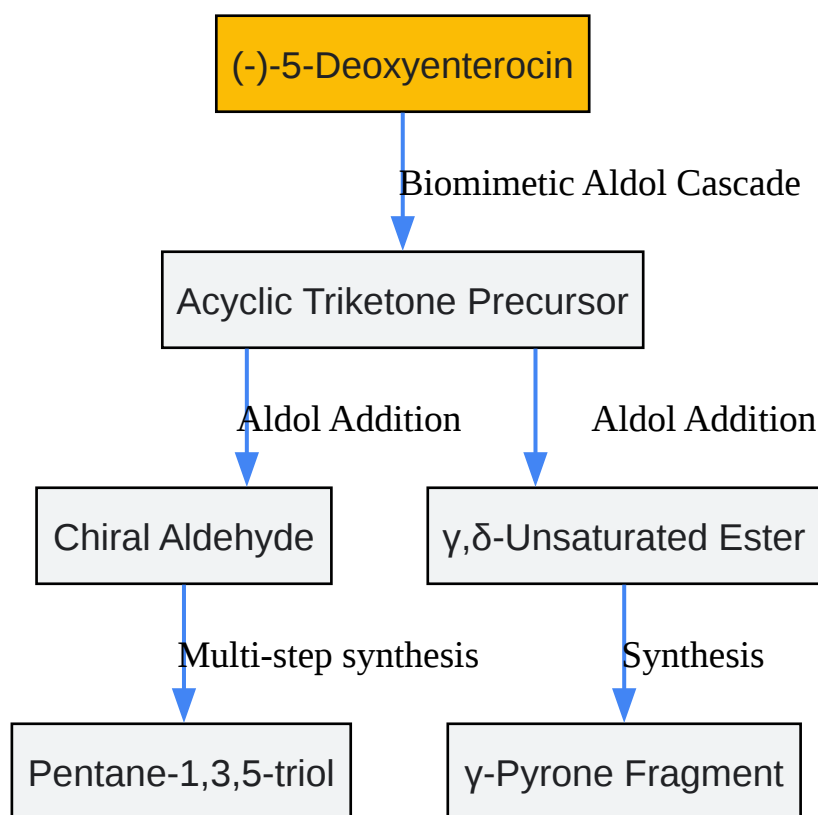 (-)-5-Deoxyenterocin
Biomimetic Aldol Cascade
Acyclic Triketone Precursor
Aldol Addition
Aldol Addition
Chiral Aldehyde
γ,δ-Unsaturated Ester
Multi-step synthesis
Synthesis
Pentane-1,3,5-triol
γ-Pyrone Fragment